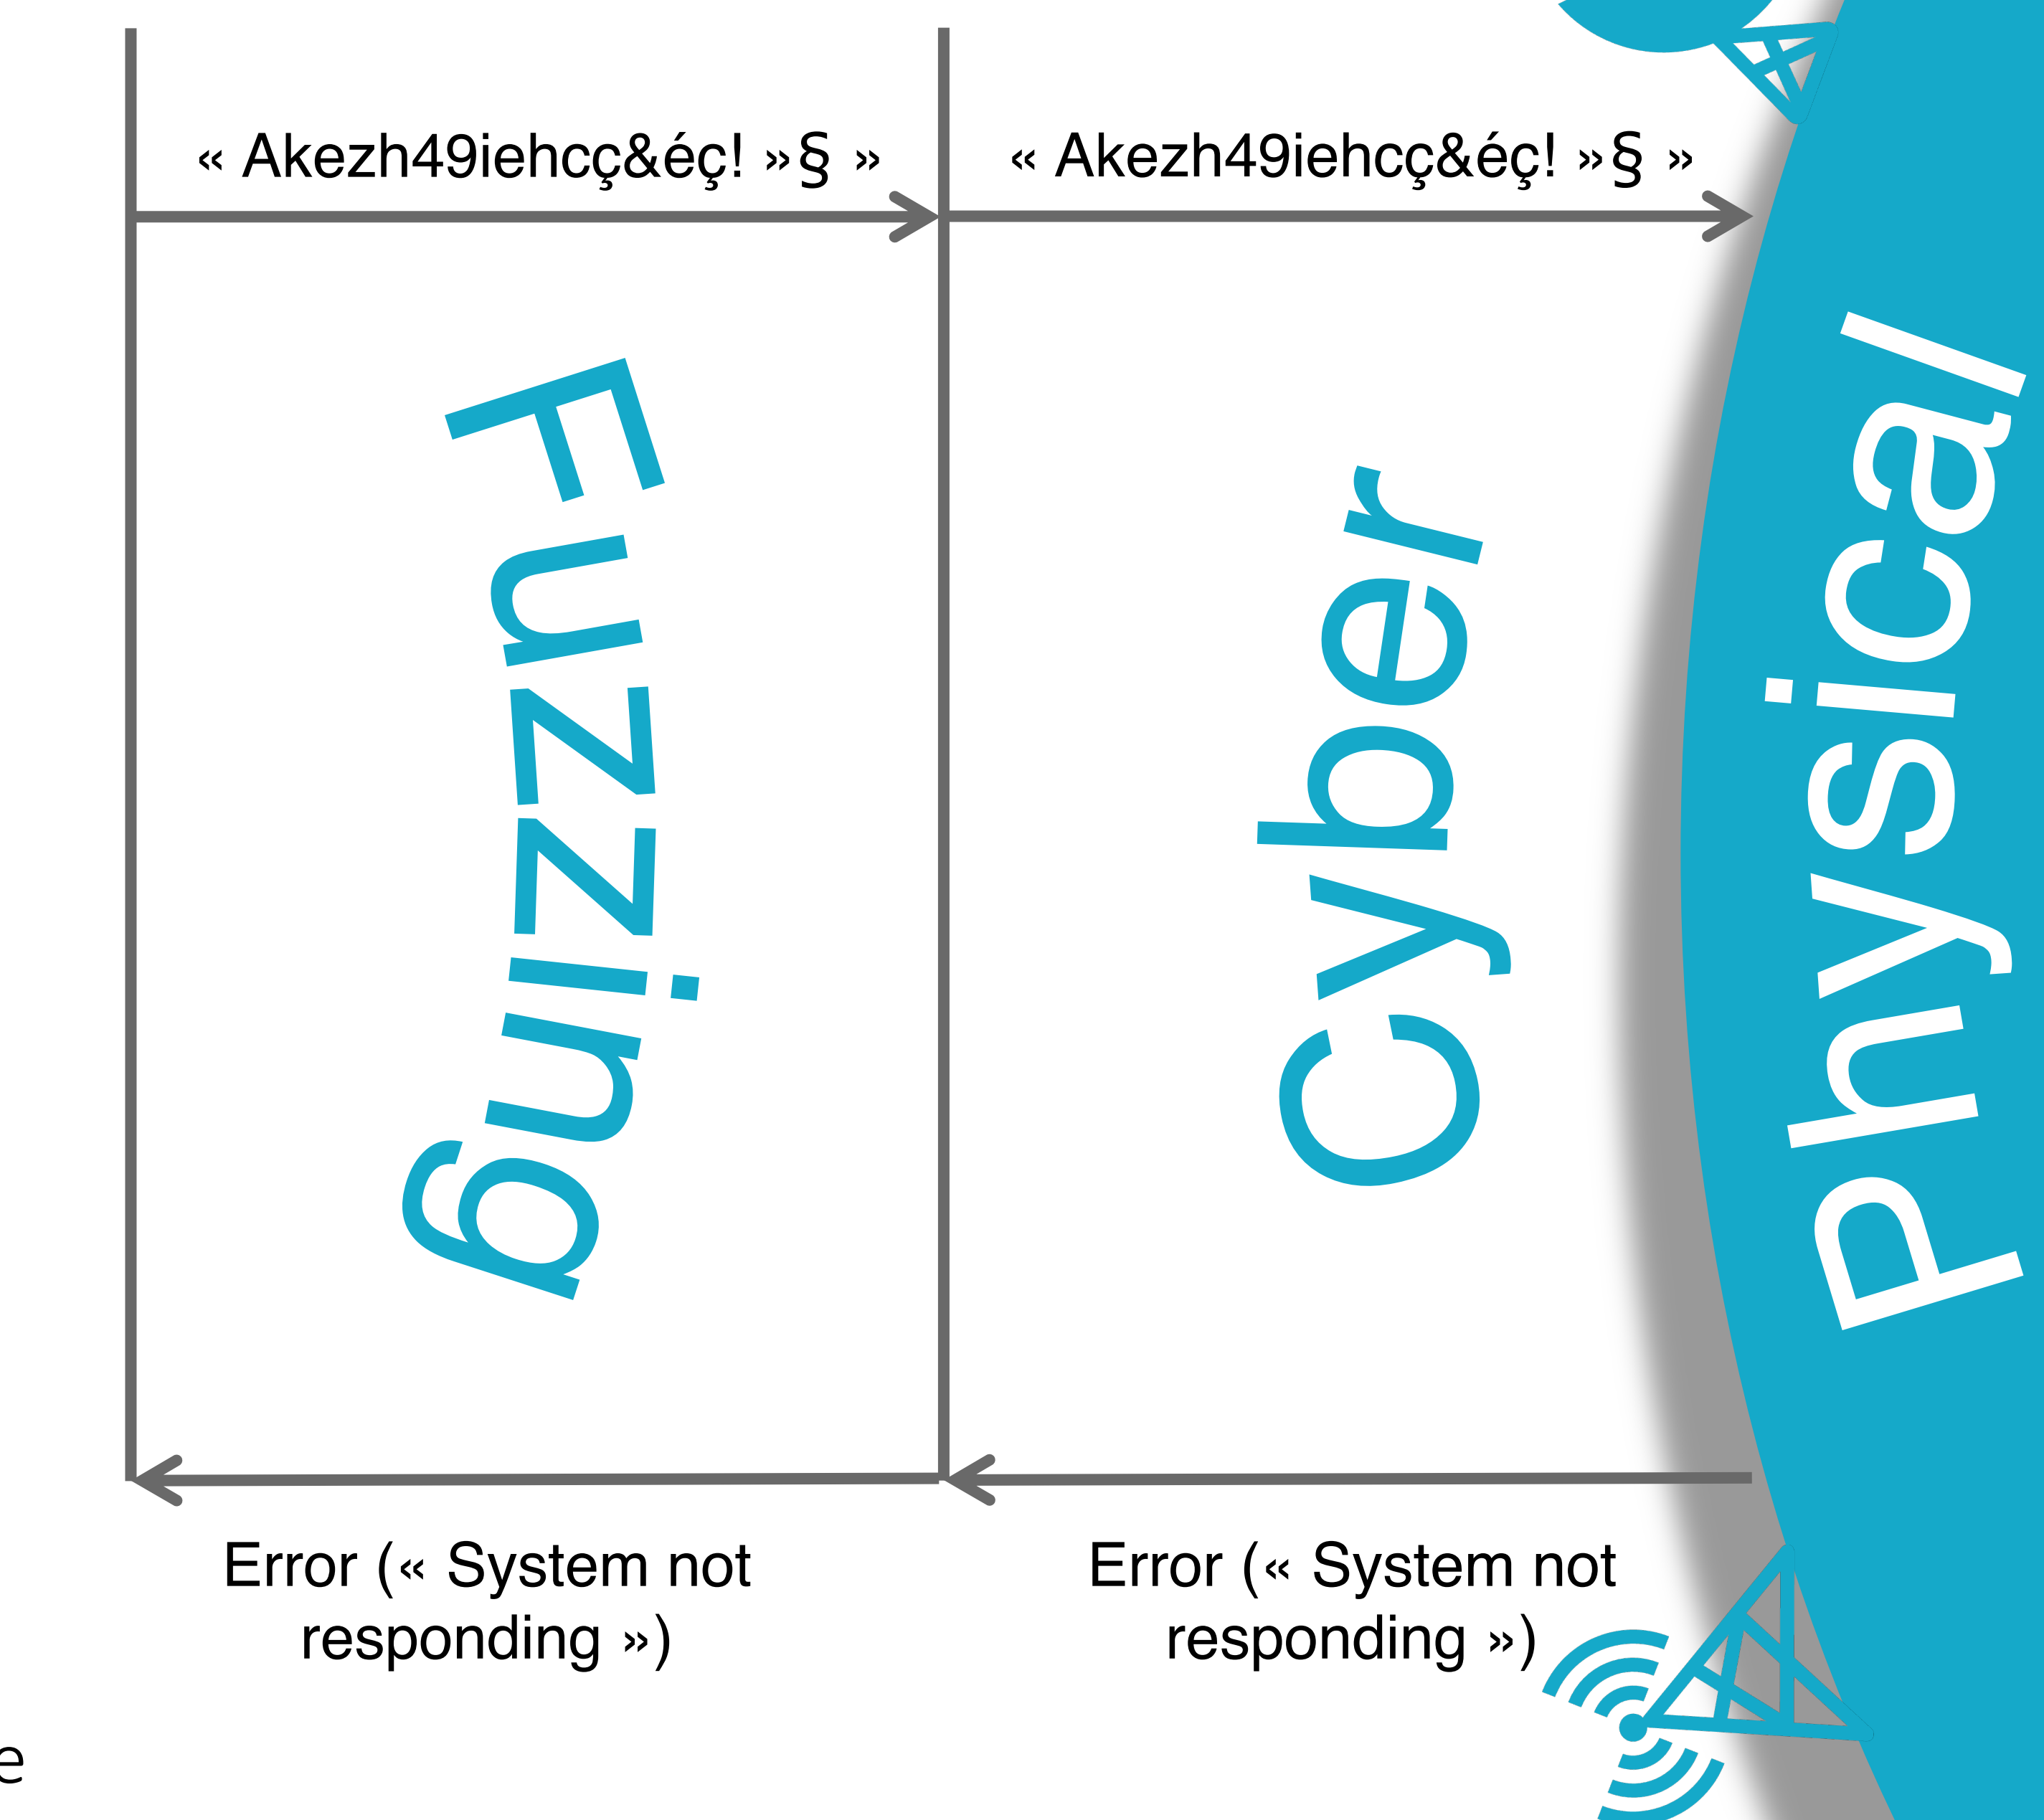 « Akezh49iehcç&éç! »§ »
« Akezh49iehcç&éç! »§ »
Fuzzing
Cyber
Physical
Error (« System not
responding »)
Error (« System not
responding »)
e